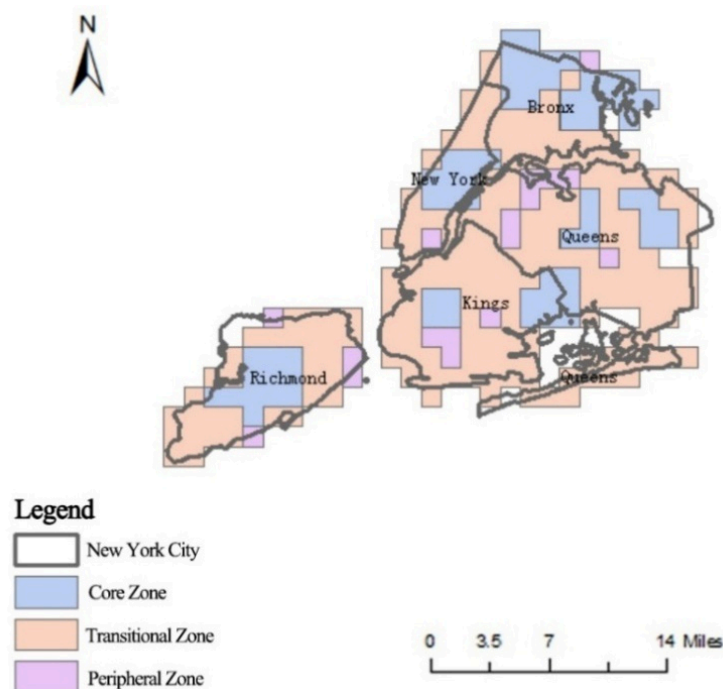 N
Bronx
New York
Queens
Kings
Richmond
Queens
Legend
New York City
Core Zone
Transitional Zone
Peripheral Zone
0 3.5 7 14 Miles